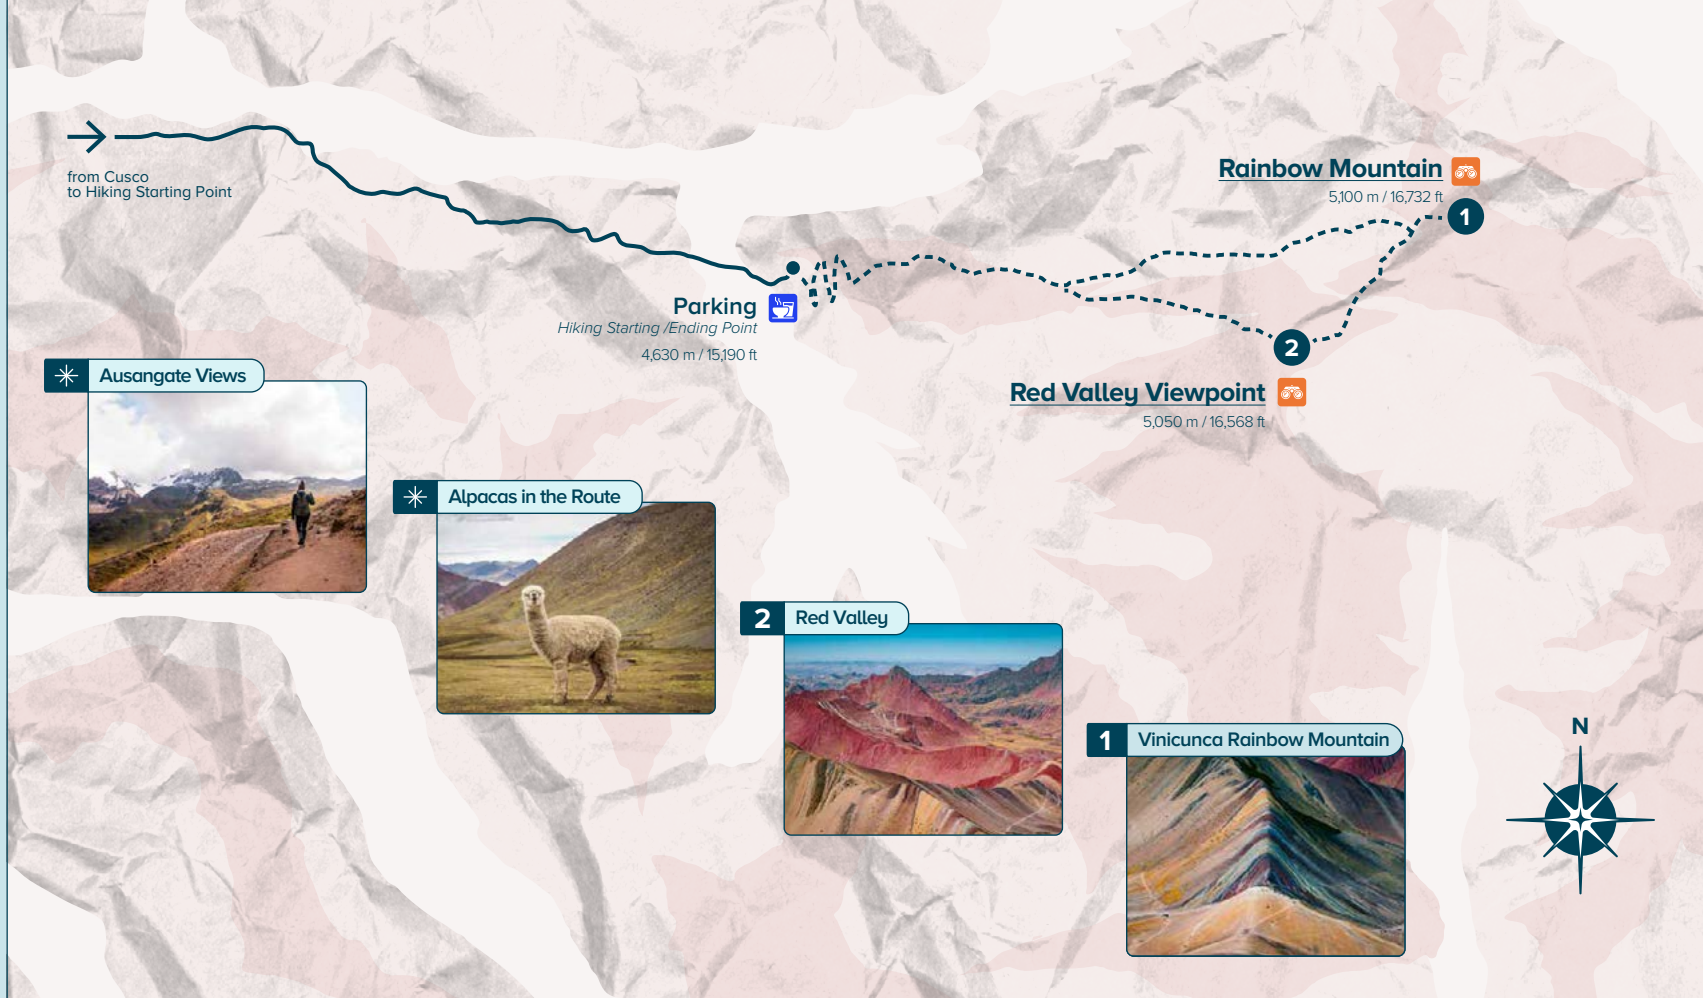 from Cusco
to Hiking Starting Point
Rainbow Mountain
5,100 m / 16,732 ft
1
Parking
Hiking Starting /Ending Point
4,630 m / 15,190 ft
2
Red Valley Viewpoint
5,050 m / 16,568 ft
Ausangate Views
Alpacas in the Route
2 Red Valley
1 Vinicunca Rainbow Mountain
N